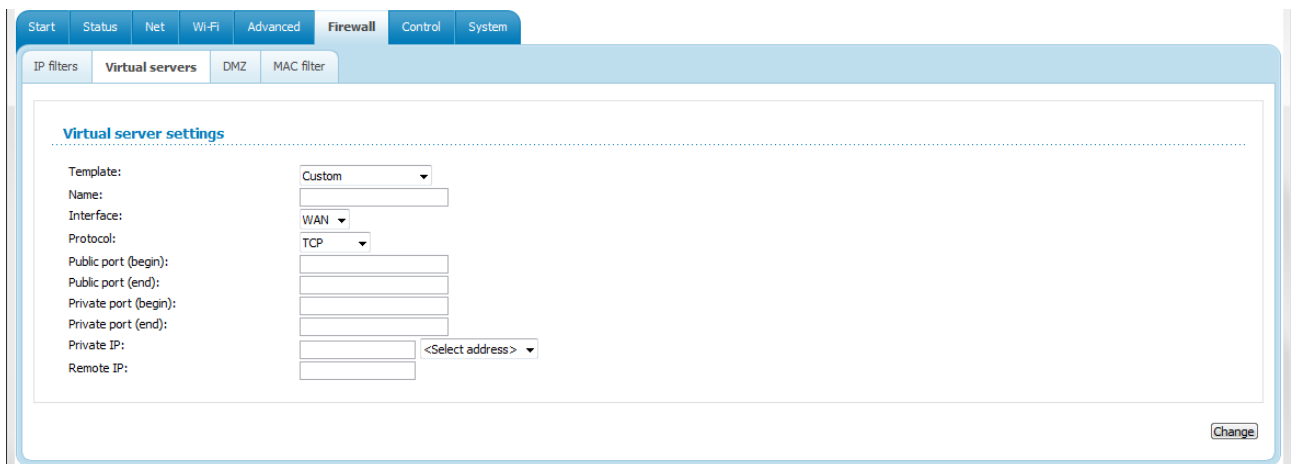 Start Status Net Wi-Fi Advanced Firewall Control System
IP filters Virtual servers DMZ MAC filter
Virtual server settings
Template: Custom
Name:
Interface: WAN
Protocol: TCP
Public port (begin):
Public port (end):
Private port (begin):
Private port (end):
Private IP: <Select address>
Remote IP:
Change